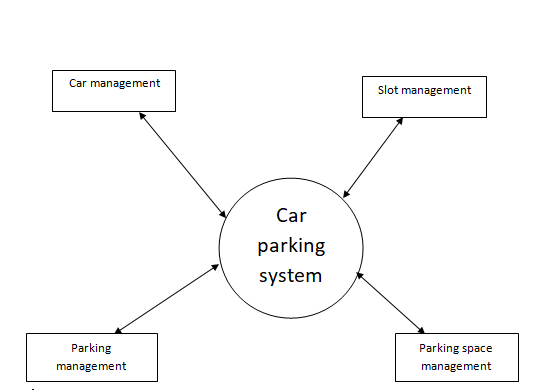 Car management
Slot management
Car
parking
system
Parking
management
Parking space
management